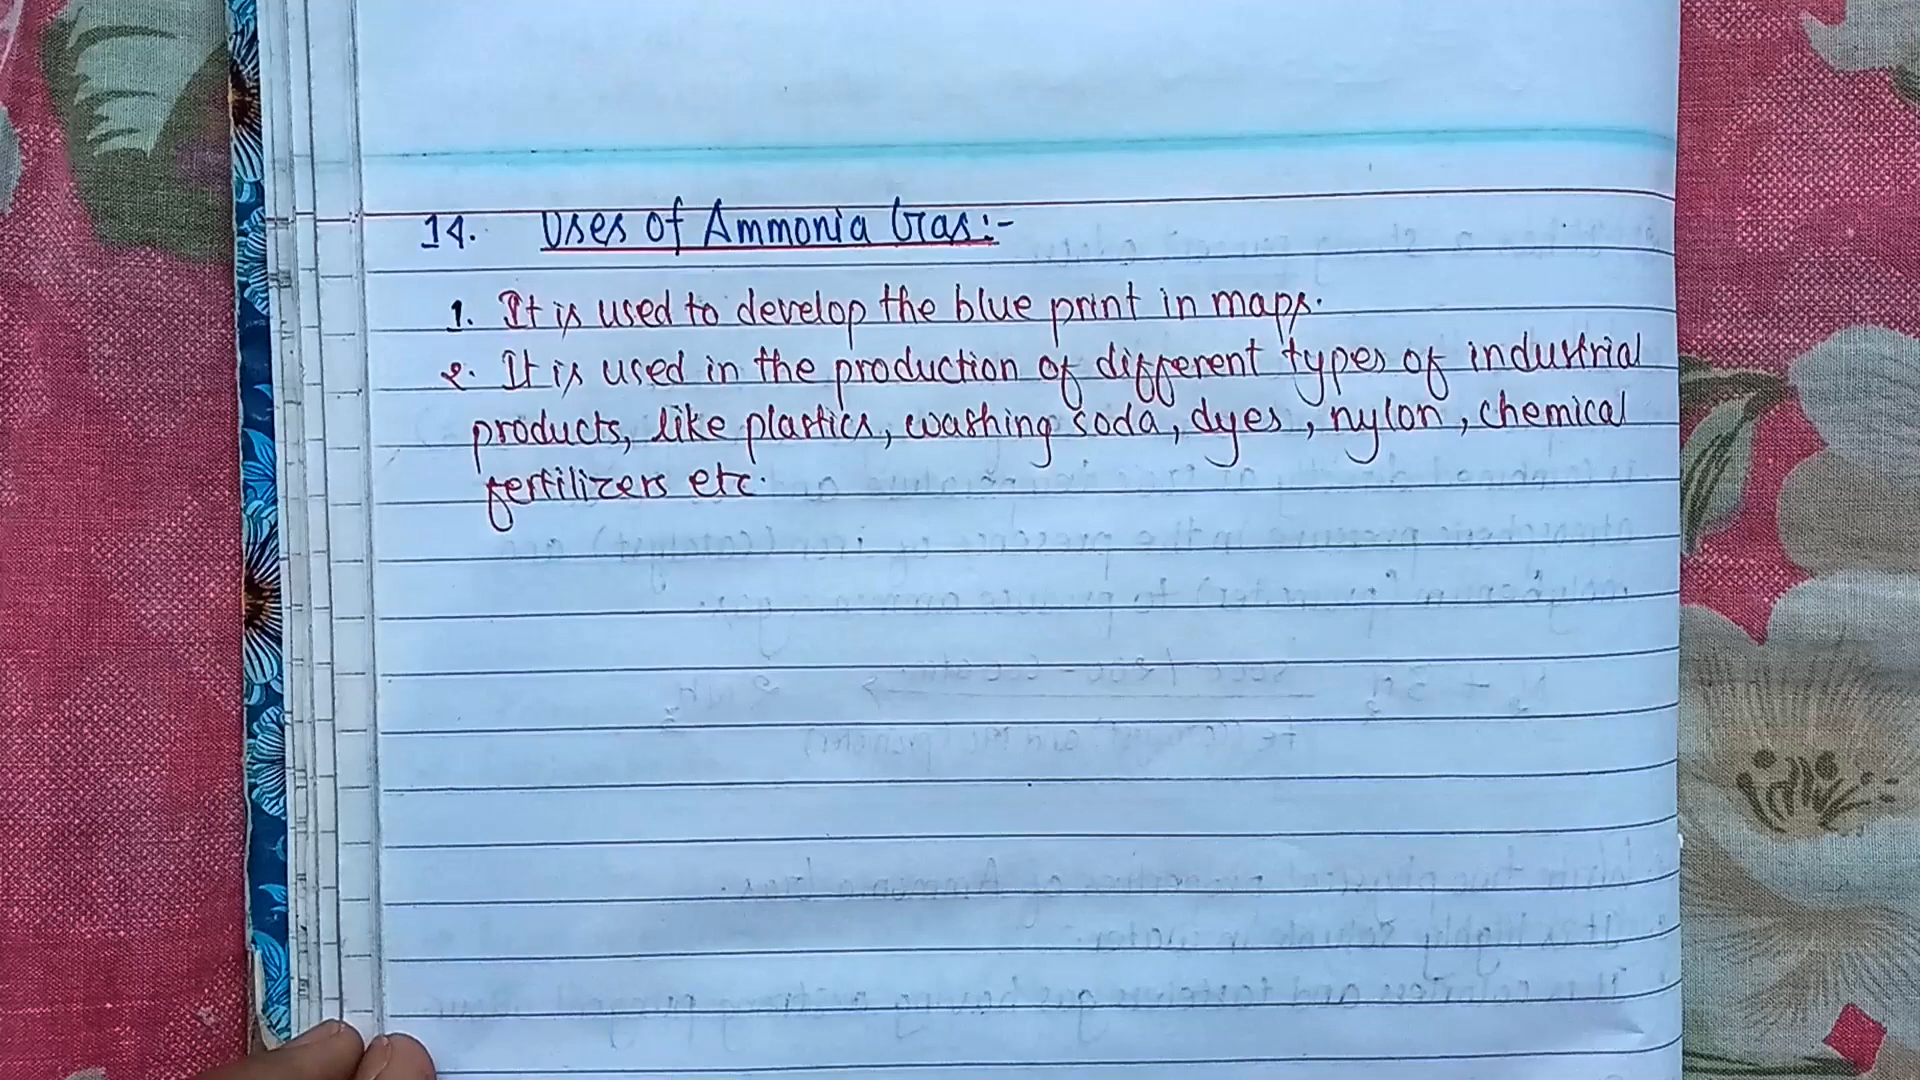 14. Uses of Ammonia Gas:-
1. It is used to develop the blue print in maps.
2. It is used in the production of different types of industrial
products, like plastics, washing soda, dyes, nylon, chemical
fertilizers etc.